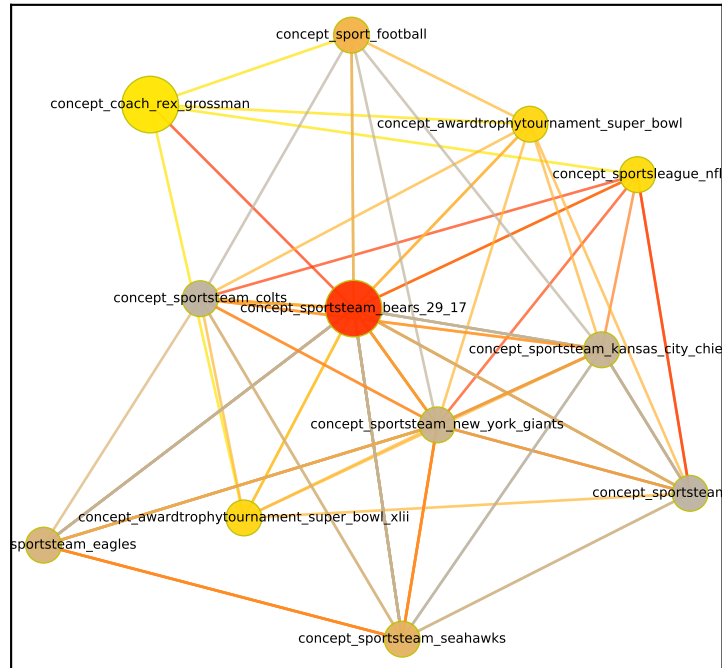 concept_sport_football
concept_coach_rex_grossman
concept_awardtrophytournament_super_bowl
concept_sportsleague_nfl
concept_sportsteam_colts
concept_sportsteam_bears_29_17
concept_sportsteam_kansas_city_chie
concept_sportsteam_new_york_giants
concept_sportsteam
concept_awardtrophytournament_super_bowl_xlii
sportsteam_eagles
concept_sportsteam_seahawks